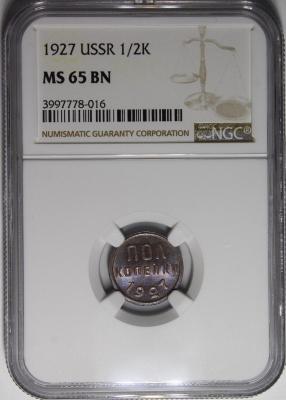 1927 USSR 1/2K
MS 65 BN
3997778-016
NUMISMATIC GUARANTY CORPORATION
NGC®
ПОЛ
КОПЕЙКИ
1927